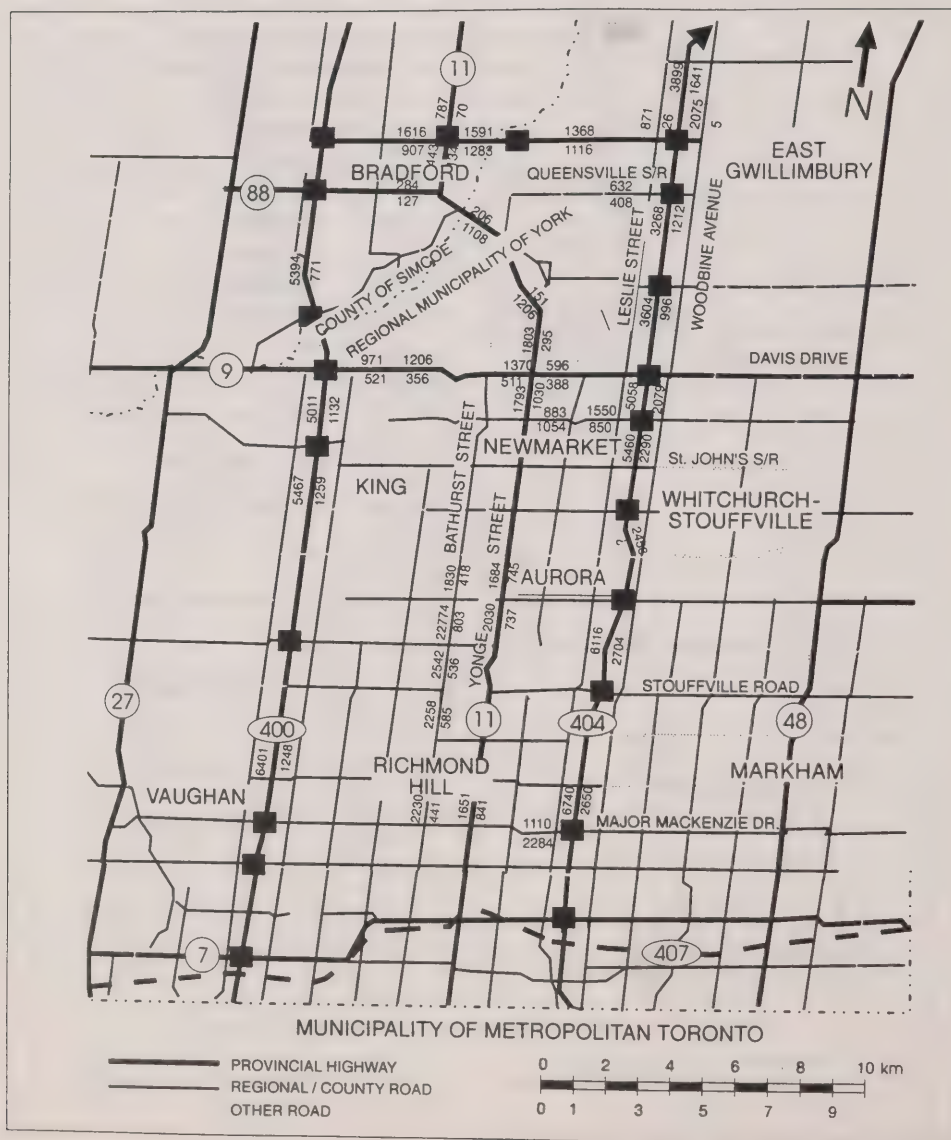 11
3899
1641
N
787
70
871
26
2075
5
1616
1591
1368
907
1283
1116
EAST
GWILLIMBURY
BRADFORD
QUEENSVILLE S/R
88
284
127
632
408
206
1108
3268
1212
LESLIE STREET
WOODBINE AVENUE
5394
771
COUNTY OF SIMCOE
REGIONAL MUNICIPALITY OF YORK
151
1206
3604
996
1803
295
9
971
1206
521
356
1370
596
511
388
DAVIS DRIVE
5011
1132
1793
1030
5058
2079
883
1550
1054
850
BATHURST STREET
NEWMARKET
5460
2290
St. JOHN'S S/R
5467
1259
KING
WHITCHURCH-
STOUFFVILLE
YONGE STREET
1830
418
1684
745
AURORA
22774
803
2030
737
2542
536
6116
2704
STOUFFVILLE ROAD
27
2258
585
11
404
48
400
6401
1248
RICHMOND
HILL
MARKHAM
VAUGHAN
2230
441
1651
841
6740
2650
1110
2284
MAJOR MACKENZIE DR.
7
407
MUNICIPALITY OF METROPOLITAN TORONTO
PROVINCIAL HIGHWAY
REGIONAL / COUNTY ROAD
OTHER ROAD
0 2 4 6 8 10 km
0 1 3 5 7 9